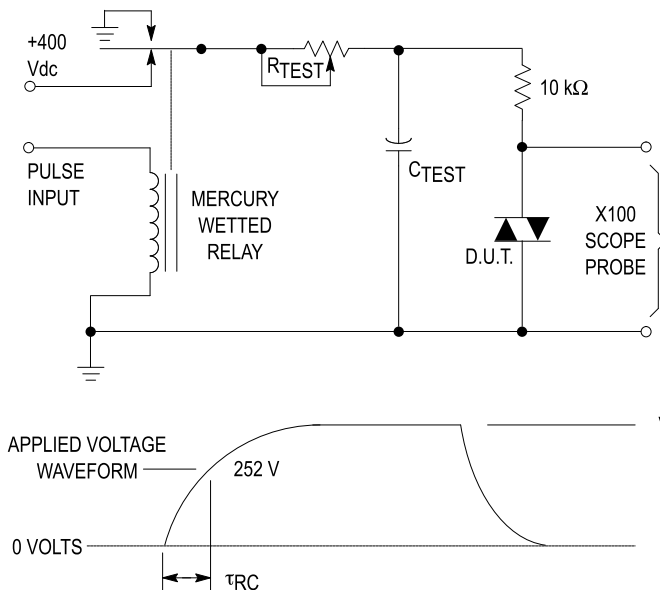 +400
Vdc
RTEST
10 kΩ
PULSE
INPUT
MERCURY
WETTED
RELAY
CTEST
D.U.T.
X100
SCOPE
PROBE
APPLIED VOLTAGE
WAVEFORM
252 V
0 VOLTS
τRC